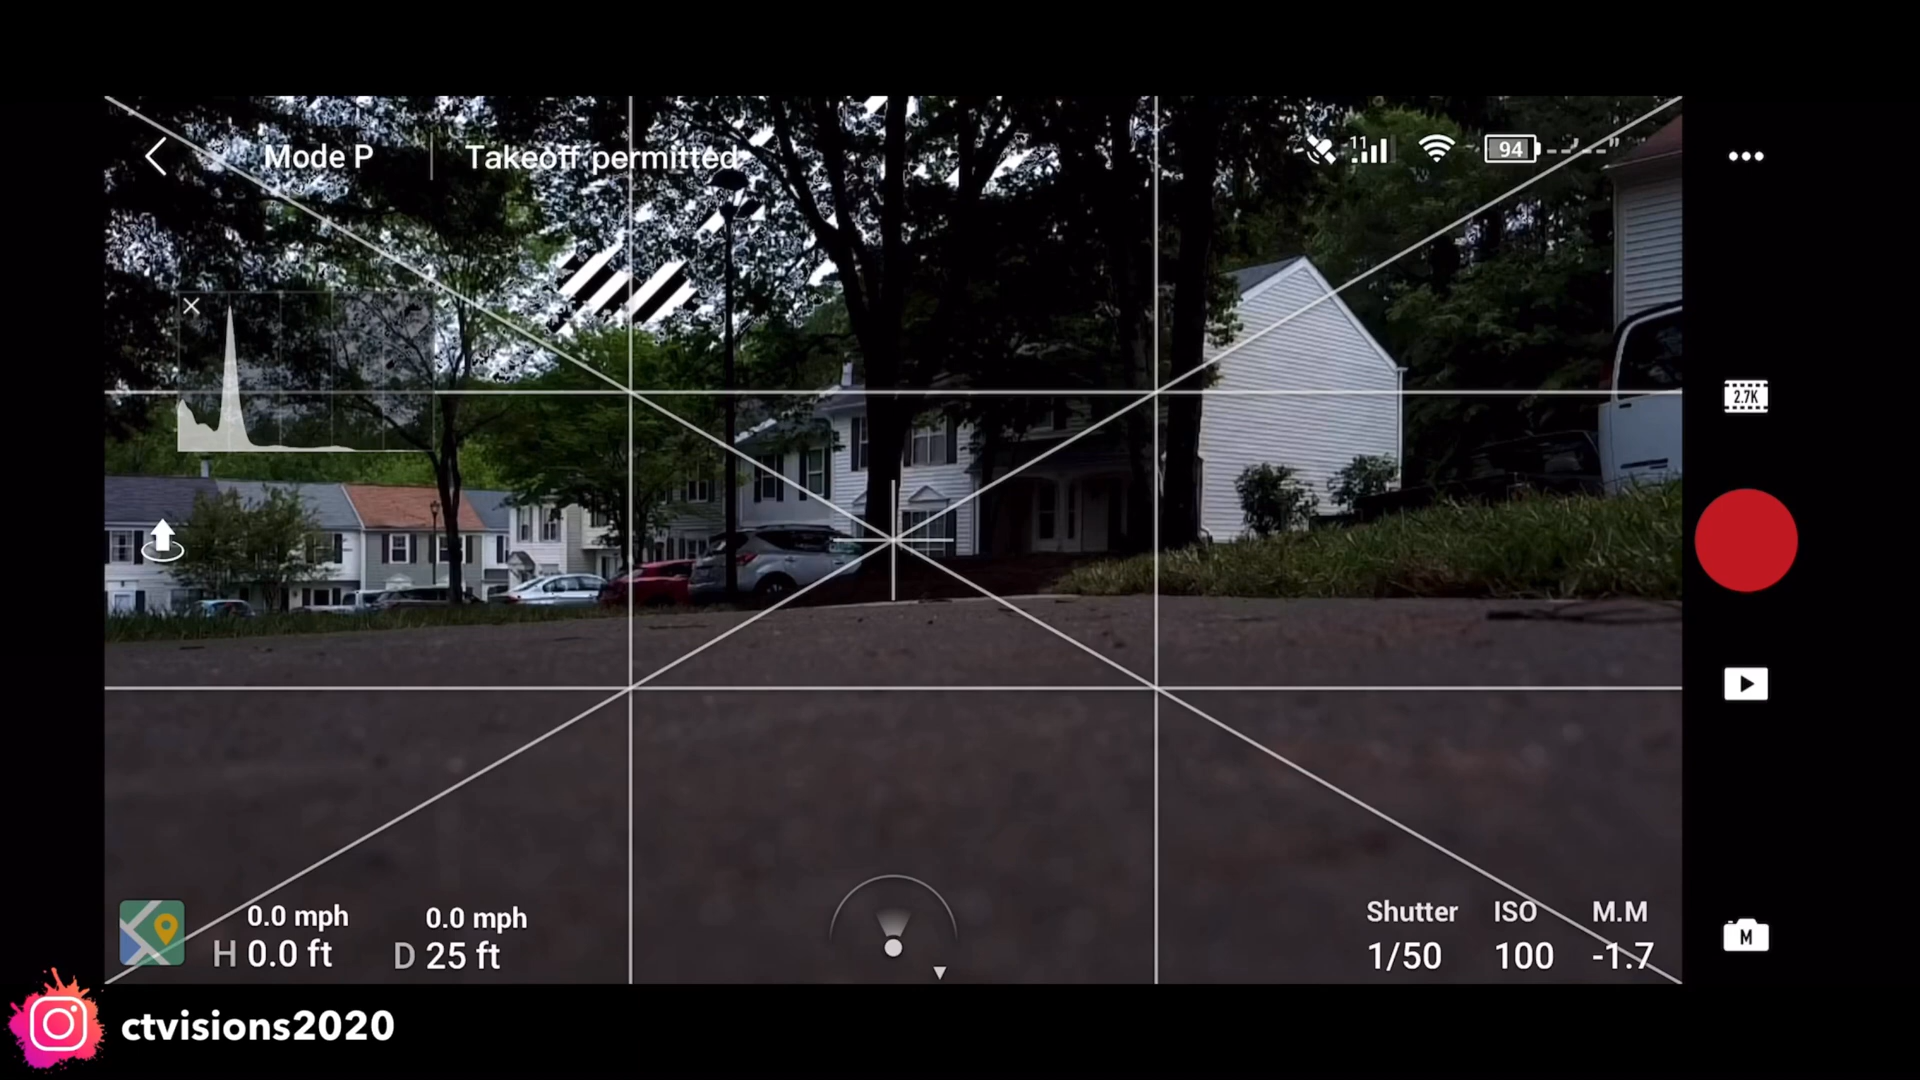 Mode P
Takeoff permitted
11
94
2.7K
0.0 mph
0.0 mph
H 0.0 ft
D 25 ft
Shutter
ISO
M.M
1/50
100
-1.7
M
ctvisions2020